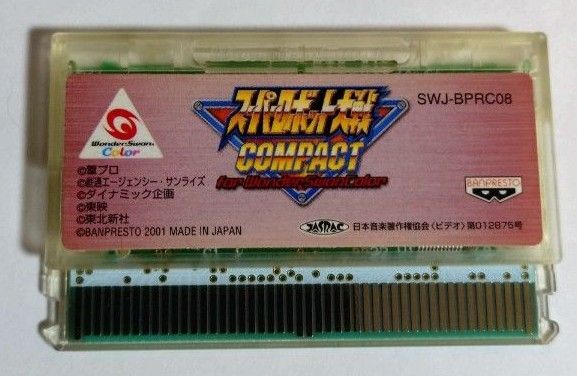 スーパーロボット大戦
COMPACT
for WonderSwanColor
SWJ-BPRC08
WonderSwan
Color
©葦プロ
©創通エージェンシー・サンライズ
©ダイナミック企画
©東映
©東北新社
©BANPRESTO 2001 MADE IN JAPAN
BANPRESTO
JASRAC
日本音楽著作権協会〈ビデオ〉第012875号